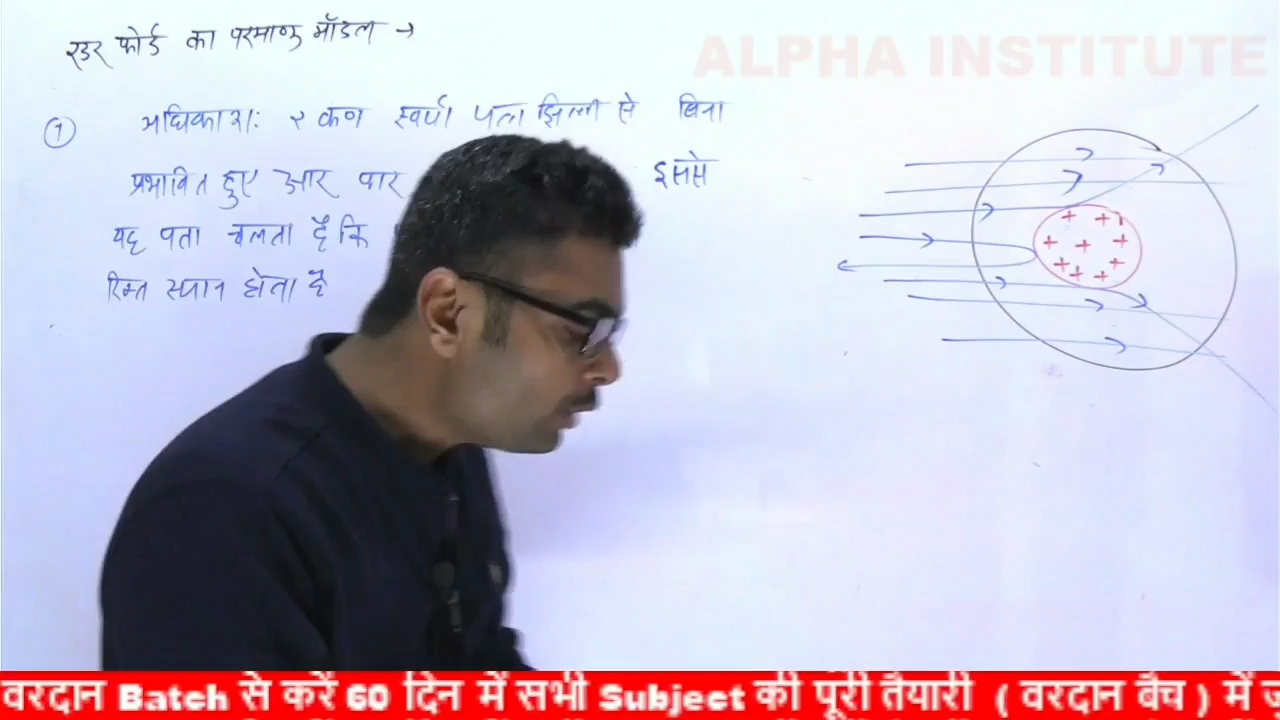 रदर फोर्ड का परमाणु मॉडल →
ALPHA INSTITUTE
① अधिकांश: α कण स्वर्ण पत्र झिल्ली से बिना
प्रभावित हुए आर पार इससे
यह पता चलता है कि
रिक्त स्थान होता है
+ + +
+ + +
+ + + +
वरदान Batch से करें 60 दिन में सभी Subject की पूरी तैयारी ( वरदान बैच ) में